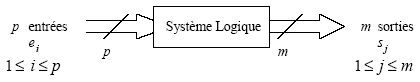 p entrées
e_i
1 ≤ i ≤ p
p
Système Logique
m
m sorties
s_j
1 ≤ j ≤ m